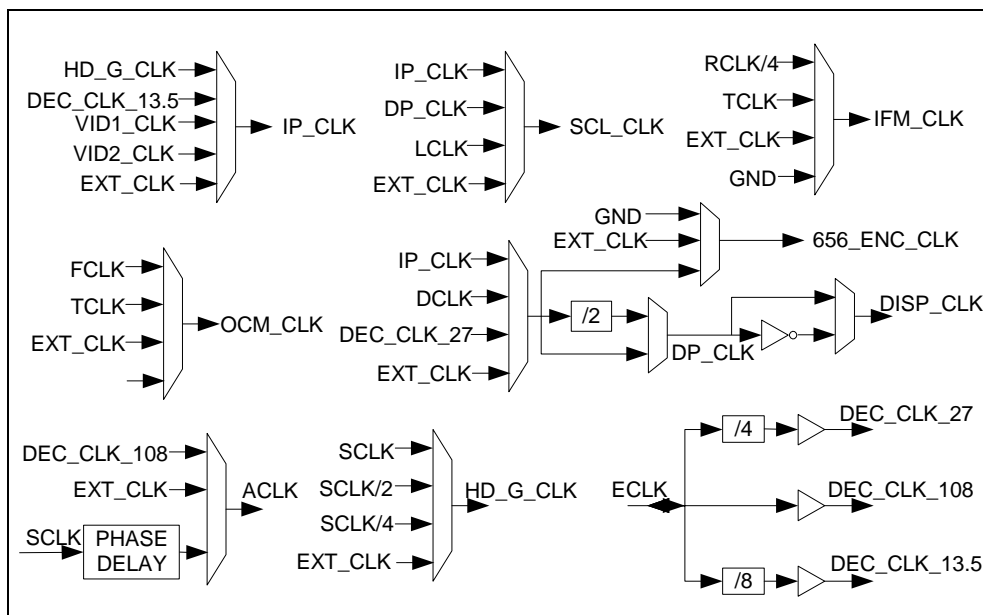 HD_G_CLK
DEC_CLK_13.5
VID1_CLK
VID2_CLK
EXT_CLK
IP_CLK
IP_CLK
DP_CLK
LCLK
EXT_CLK
SCL_CLK
RCLK/4
TCLK
EXT_CLK
GND
IFM_CLK
FCLK
TCLK
EXT_CLK
OCM_CLK
IP_CLK
DCLK
DEC_CLK_27
EXT_CLK
GND
EXT_CLK
656_ENC_CLK
/2
DP_CLK
DISP_CLK
DEC_CLK_108
EXT_CLK
SCLK
PHASE
DELAY
ACLK
SCLK
SCLK/2
SCLK/4
EXT_CLK
HD_G_CLK
ECLK
/4
DEC_CLK_27
DEC_CLK_108
/8
DEC_CLK_13.5